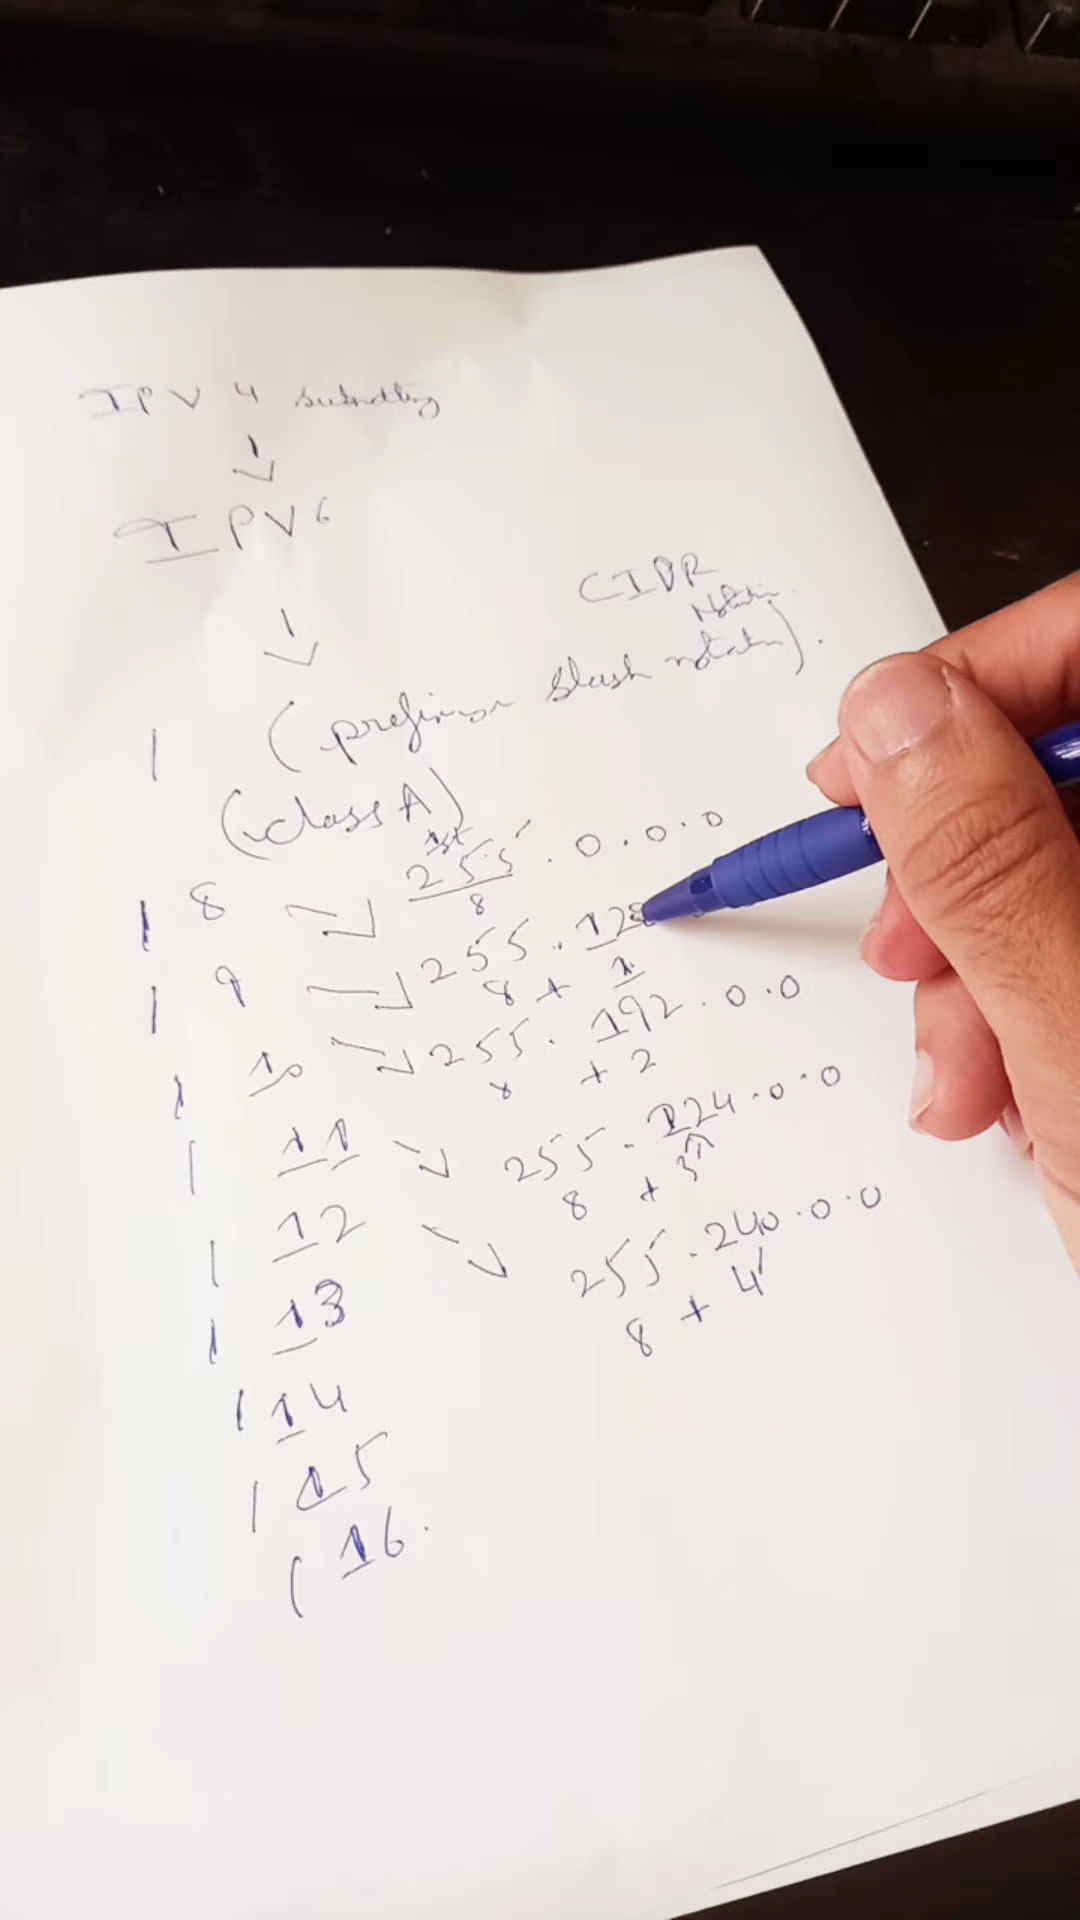 IPV 4 subnetting
IPV6
CIDR
Notation
| (prefix or slash notation).
(class A)
1st
| 8 → 255.0.0.0
8
| 9 → 255.128
8 + 1
| 10 → 255.192.0.0
8 + 2
| 11 → 255.224.0.0
8 + 3
| 12 → 255.240.0.0
8 + 4
| 13
| 14
| 15
| 16.